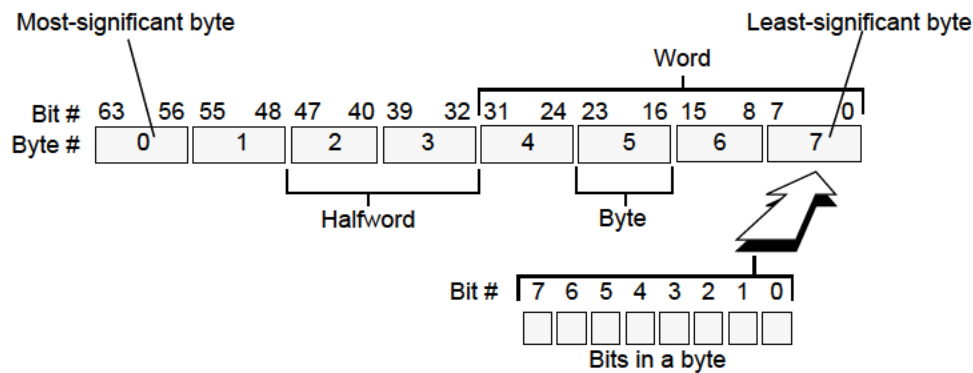 Most-significant byte
Least-significant byte
Word
Bit # 63 56 55 48 47 40 39 32 31 24 23 16 15 8 7 0
Byte # 0 1 2 3 4 5 6 7
Halfword
Byte
Bit # 7 6 5 4 3 2 1 0
Bits in a byte